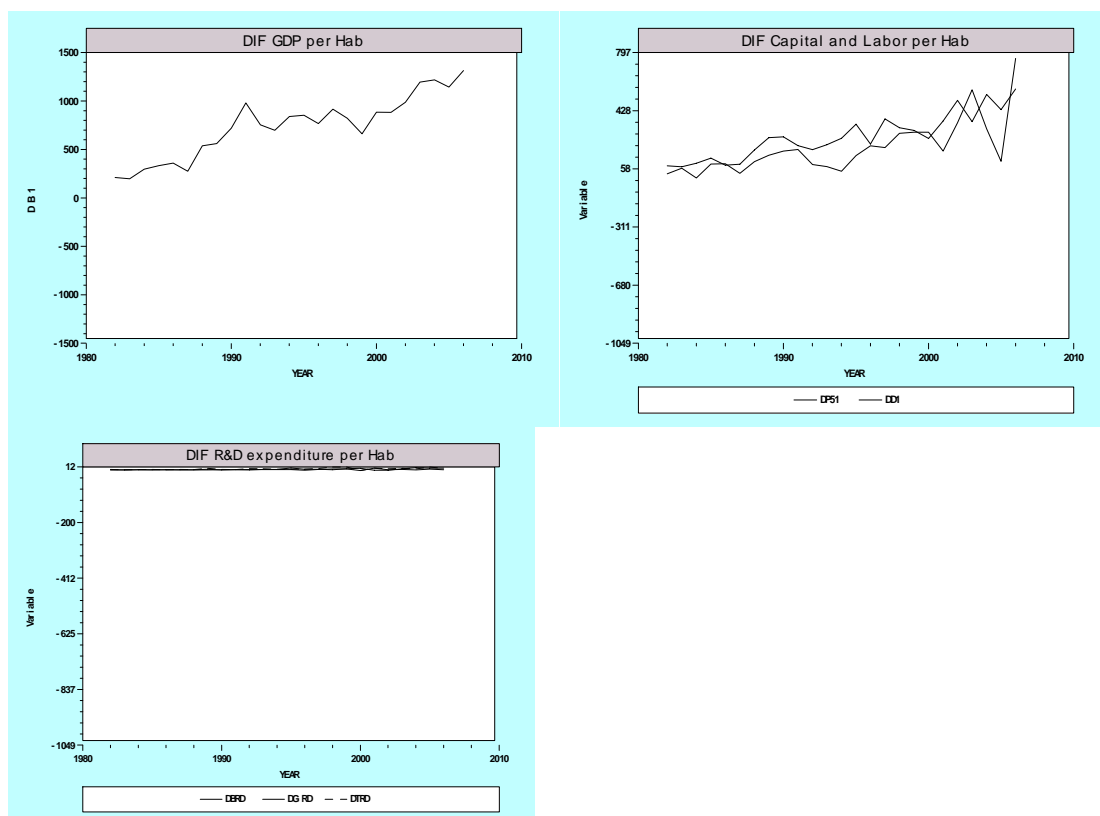 DIF GDP per Hab
1500
1000
500
0
-500
-1000
-1500
DB1
1980 1990 2000 2010
YEAR
DIF Capital and Labor per Hab
797
428
58
-311
-680
-1049
Variable
1980 1990 2000 2010
YEAR
DP51 DD1
DIF R&D expenditure per Hab
12
-200
-412
-625
-837
-1049
Variable
1980 1990 2000 2010
YEAR
DBRD DGRD DTRD